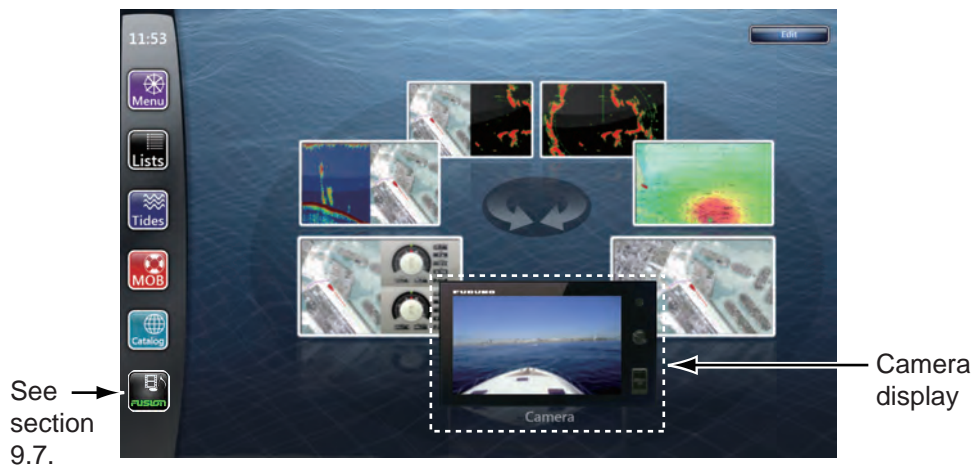 11:53
Edit
Menu
Lists
Tides
MOB
Catalog
FUSION
FURUNO
Camera
Camera
display
See
section
9.7.